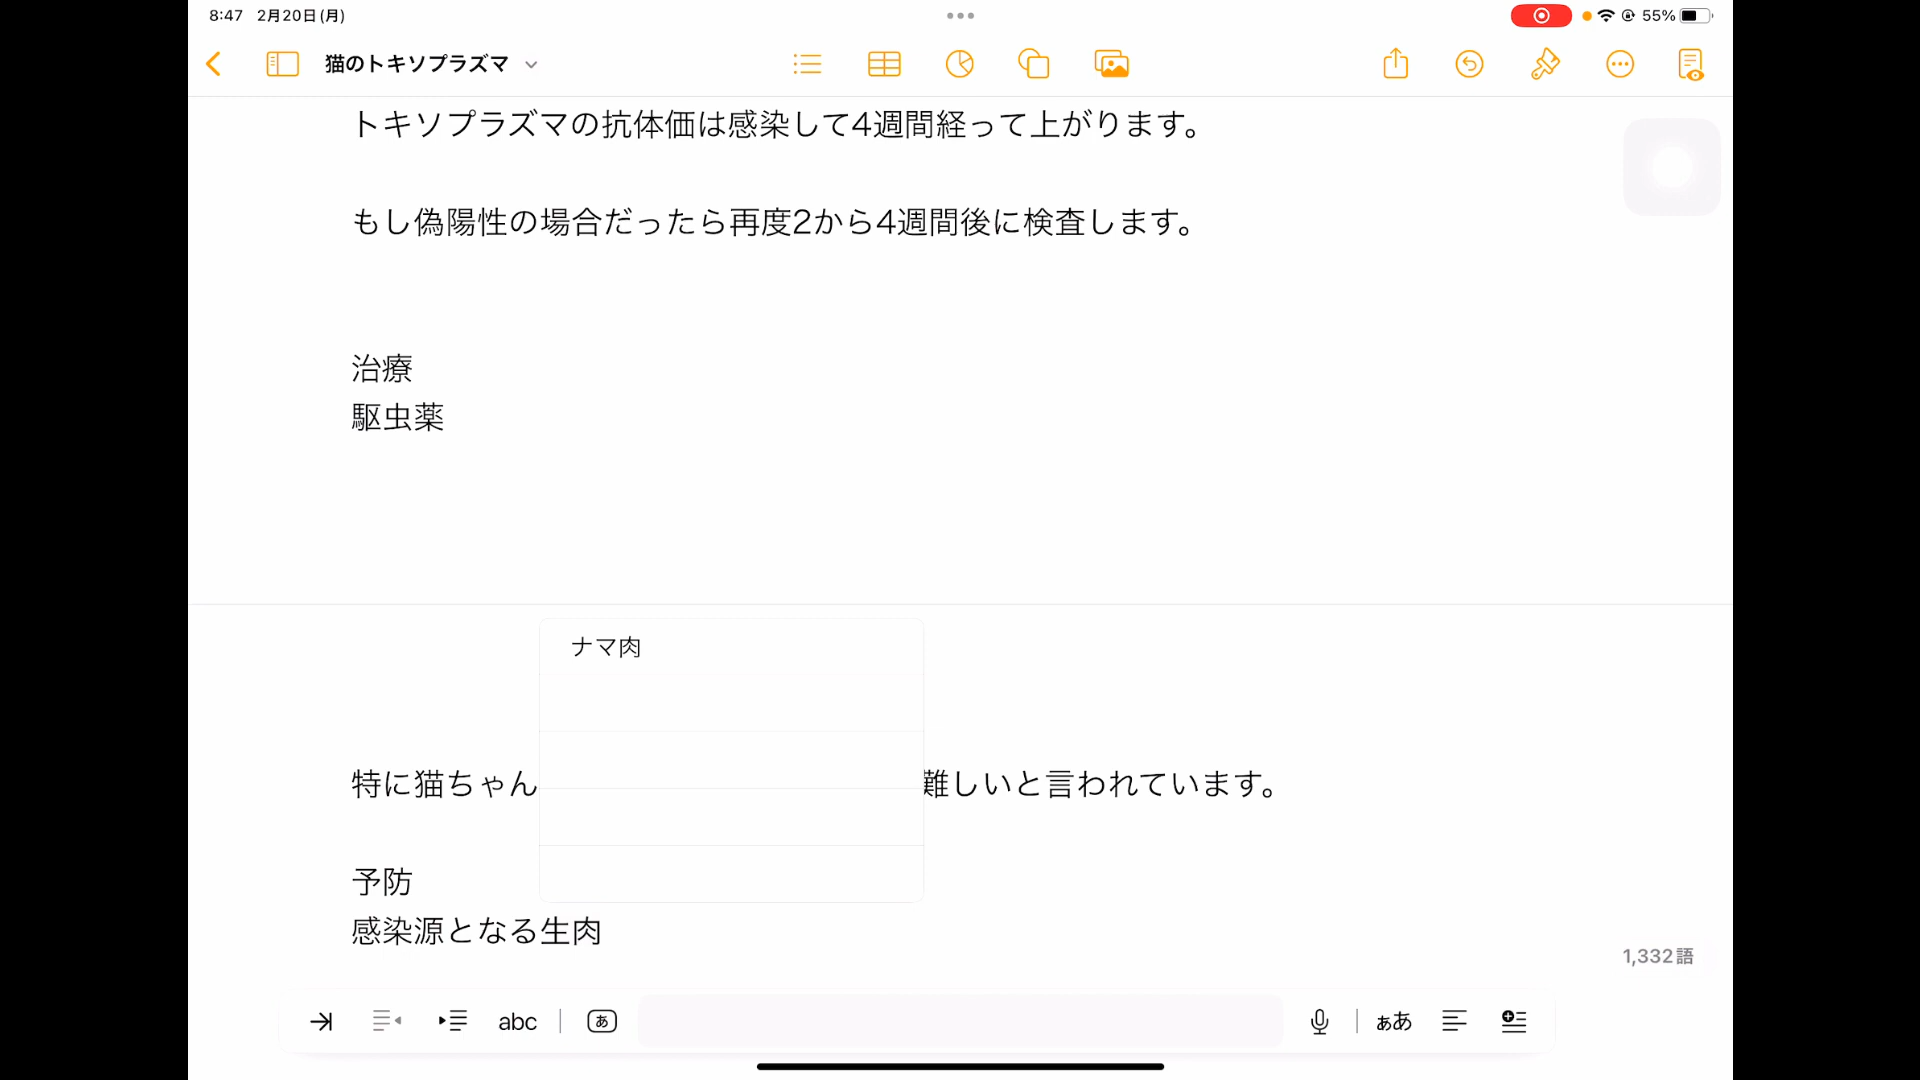 8:47 2月20日(月)
55%
猫のトキソプラズマ
トキソプラズマの抗体価は感染して4週間経って上がります。
もし偽陽性の場合だったら再度2から4週間後に検査します。
治療
駆虫薬
ナマ肉
特に猫ちゃん
難しいと言われています。
予防
感染源となる生肉
1,332語
abc
あ
ぁあ